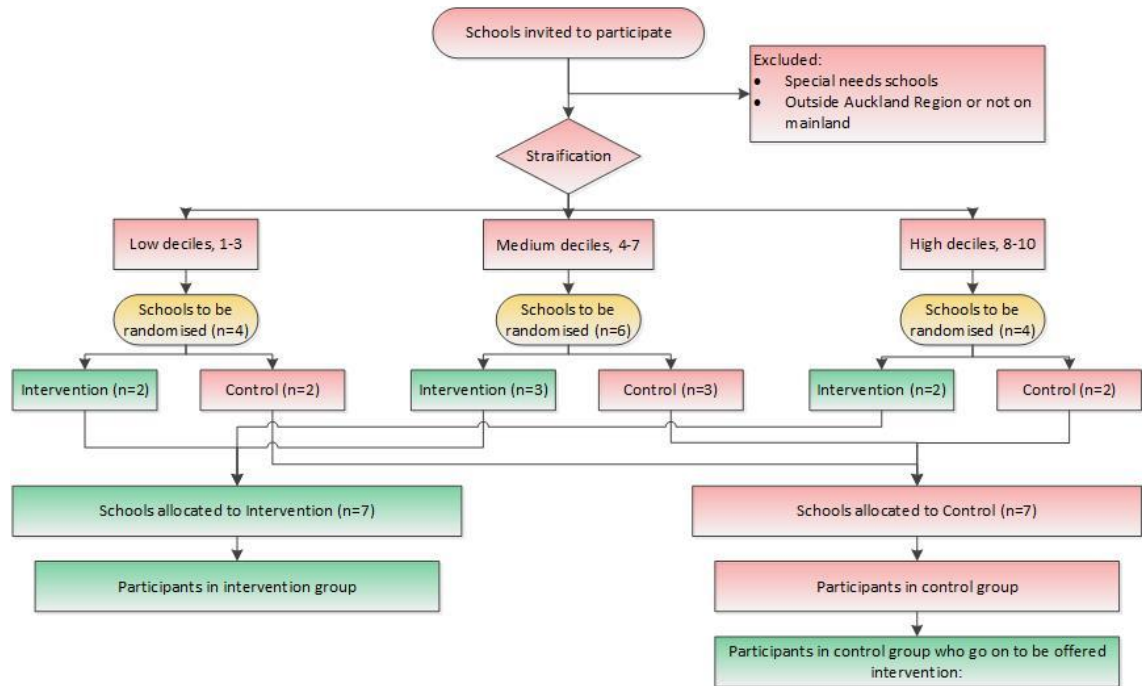 Schools invited to participate
Excluded:
• Special needs schools
• Outside Auckland Region or not on
mainland
Straification
Low deciles, 1-3
Medium deciles, 4-7
High deciles, 8-10
Schools to be
randomised (n=4)
Schools to be
randomised (n=6)
Schools to be
randomised (n=4)
Intervention (n=2)
Control (n=2)
Intervention (n=3)
Control (n=3)
Intervention (n=2)
Control (n=2)
Schools allocated to Intervention (n=7)
Schools allocated to Control (n=7)
Participants in intervention group
Participants in control group
Participants in control group who go on to be offered
intervention: